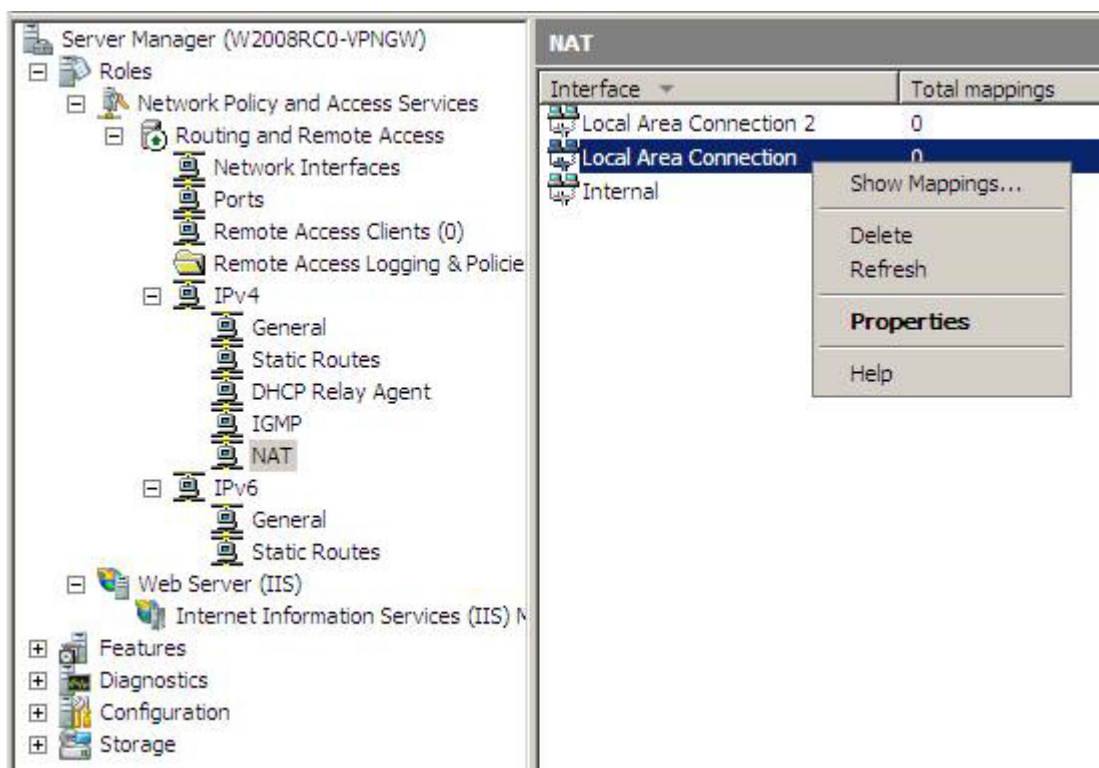 Server Manager (W2008RC0-VPNGW)
Roles
Network Policy and Access Services
Routing and Remote Access
Network Interfaces
Ports
Remote Access Clients (0)
Remote Access Logging & Policie
IPv4
General
Static Routes
DHCP Relay Agent
IGMP
NAT
IPv6
General
Static Routes
Web Server (IIS)
Internet Information Services (IIS) M
Features
Diagnostics
Configuration
Storage
NAT
Interface Total mappings
Local Area Connection 2 0
Local Area Connection 0
Internal
Show Mappings...
Delete
Refresh
Properties
Help